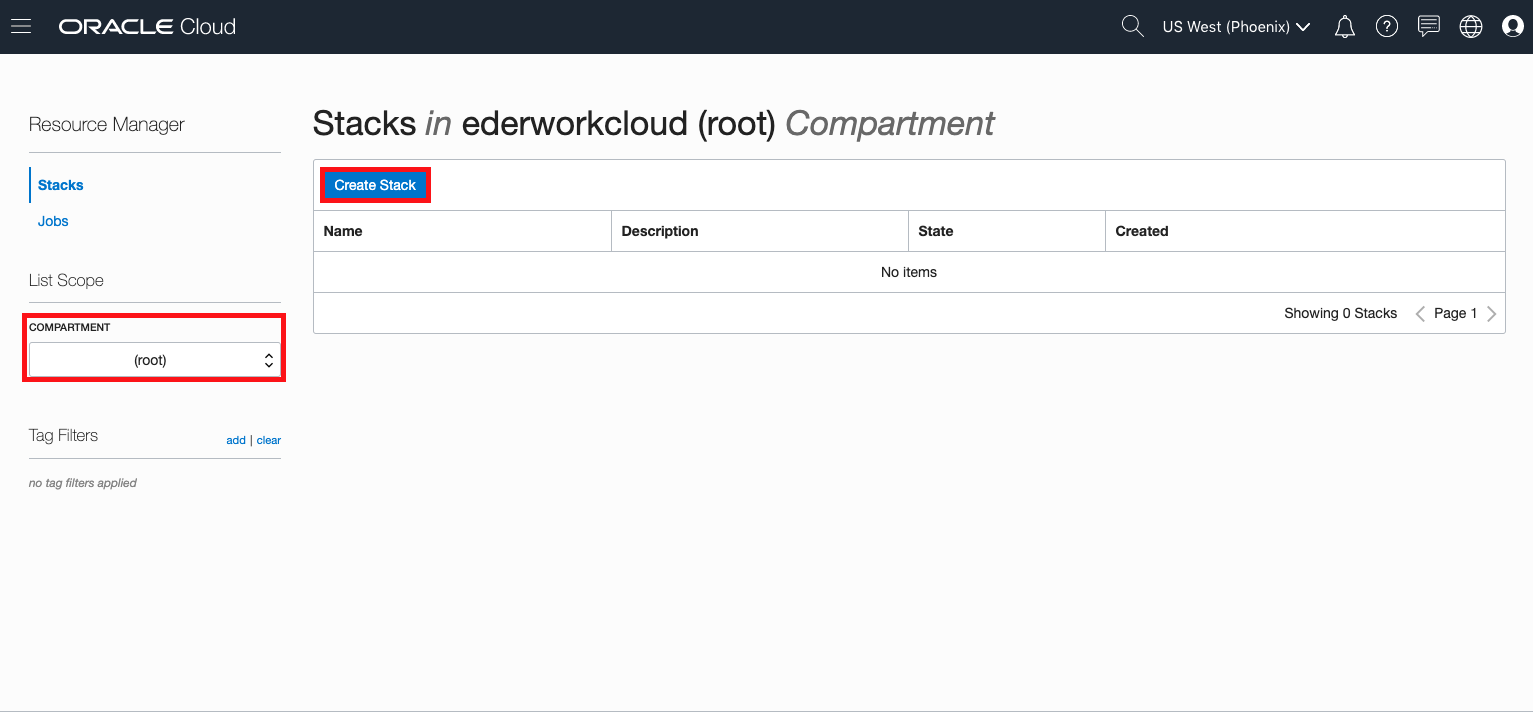 ORACLE Cloud
US West (Phoenix)
Resource Manager
Stacks
Jobs
List Scope
COMPARTMENT
(root)
Tag Filters
add | clear
no tag filters applied
Stacks in ederworkcloud (root) Compartment
Create Stack
Name Description State Created
No items
Showing 0 Stacks Page 1